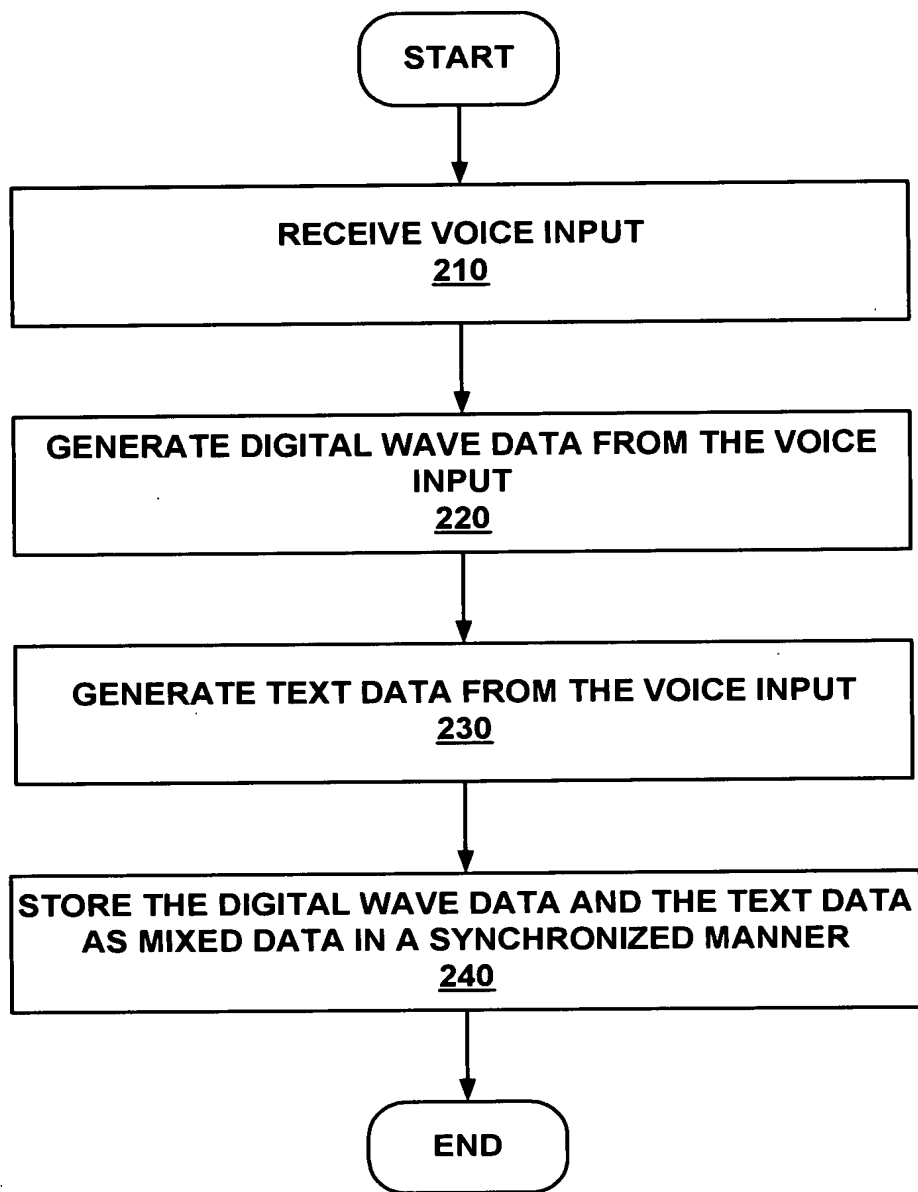 START
RECEIVE VOICE INPUT
210
GENERATE DIGITAL WAVE DATA FROM THE VOICE
INPUT
220
GENERATE TEXT DATA FROM THE VOICE INPUT
230
STORE THE DIGITAL WAVE DATA AND THE TEXT DATA
AS MIXED DATA IN A SYNCHRONIZED MANNER
240
END